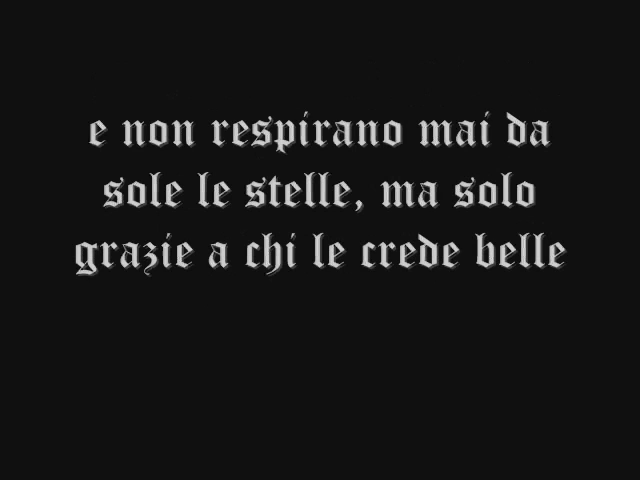 e non respirano mai da
sole le stelle, ma solo
grazie a chi le crede belle